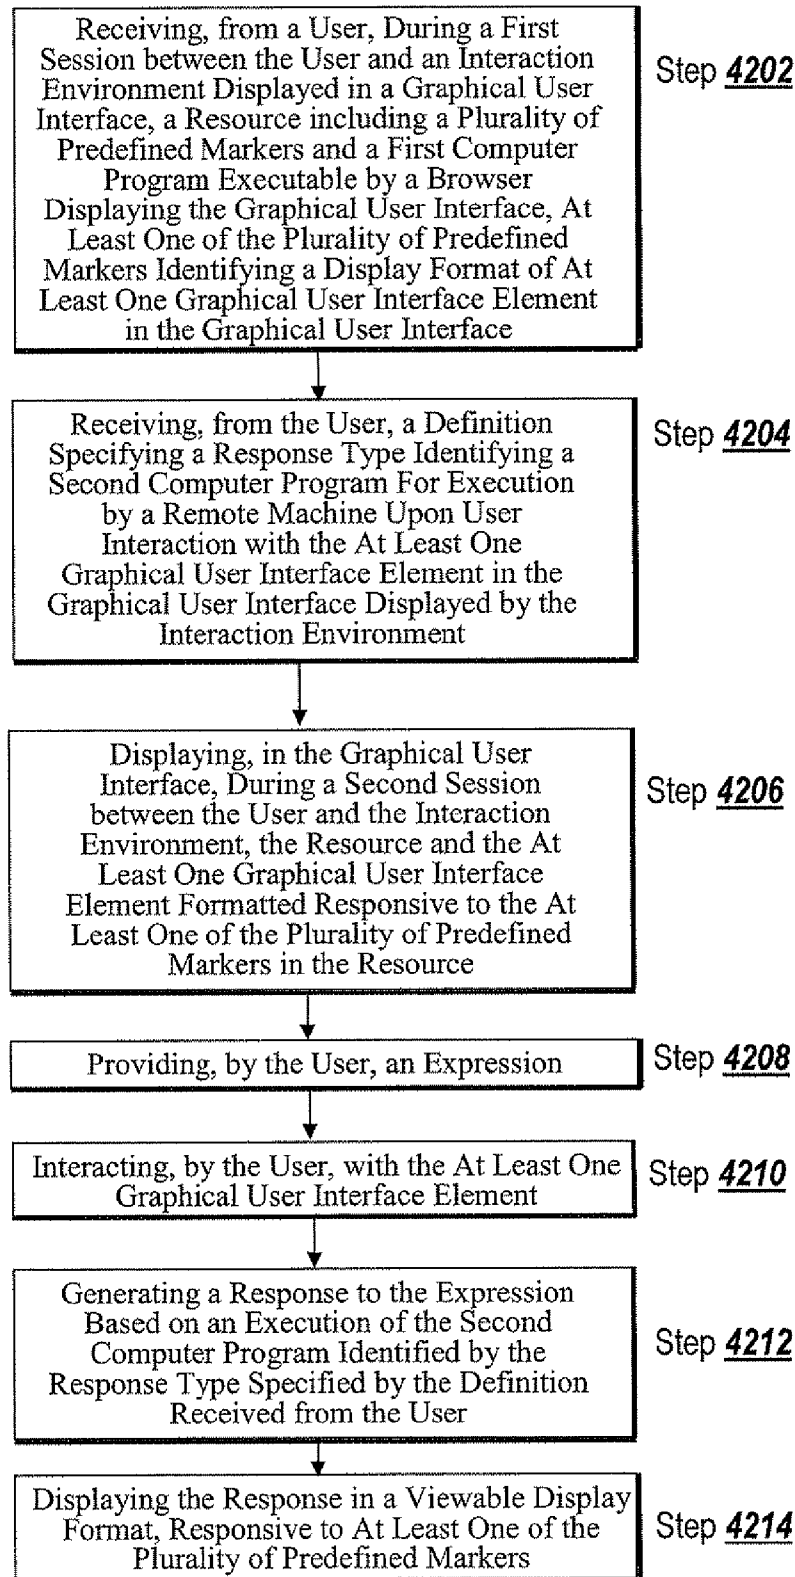 Receiving, from a User, During a First
Session between the User and an Interaction
Environment Displayed in a Graphical User
Interface, a Resource including a Plurality of
Predefined Markers and a First Computer
Program Executable by a Browser
Displaying the Graphical User Interface, At
Least One of the Plurality of Predefined
Markers Identifying a Display Format of At
Least One Graphical User Interface Element
in the Graphical User Interface
Step 4202
Receiving, from the User, a Definition
Specifying a Response Type Identifying a
Second Computer Program For Execution
by a Remote Machine Upon User
Interaction with the At Least One
Graphical User Interface Element in the
Graphical User Interface Displayed by the
Interaction Environment
Step 4204
Displaying, in the Graphical User
Interface, During a Second Session
between the User and the Interaction
Environment, the Resource and the At
Least One Graphical User Interface
Element Formatted Responsive to the At
Least One of the Plurality of Predefined
Markers in the Resource
Step 4206
Providing, by the User, an Expression
Step 4208
Interacting, by the User, with the At Least One
Graphical User Interface Element
Step 4210
Generating a Response to the Expression
Based on an Execution of the Second
Computer Program Identified by the
Response Type Specified by the Definition
Received from the User
Step 4212
Displaying the Response in a Viewable Display
Format, Responsive to At Least One of the
Plurality of Predefined Markers
Step 4214